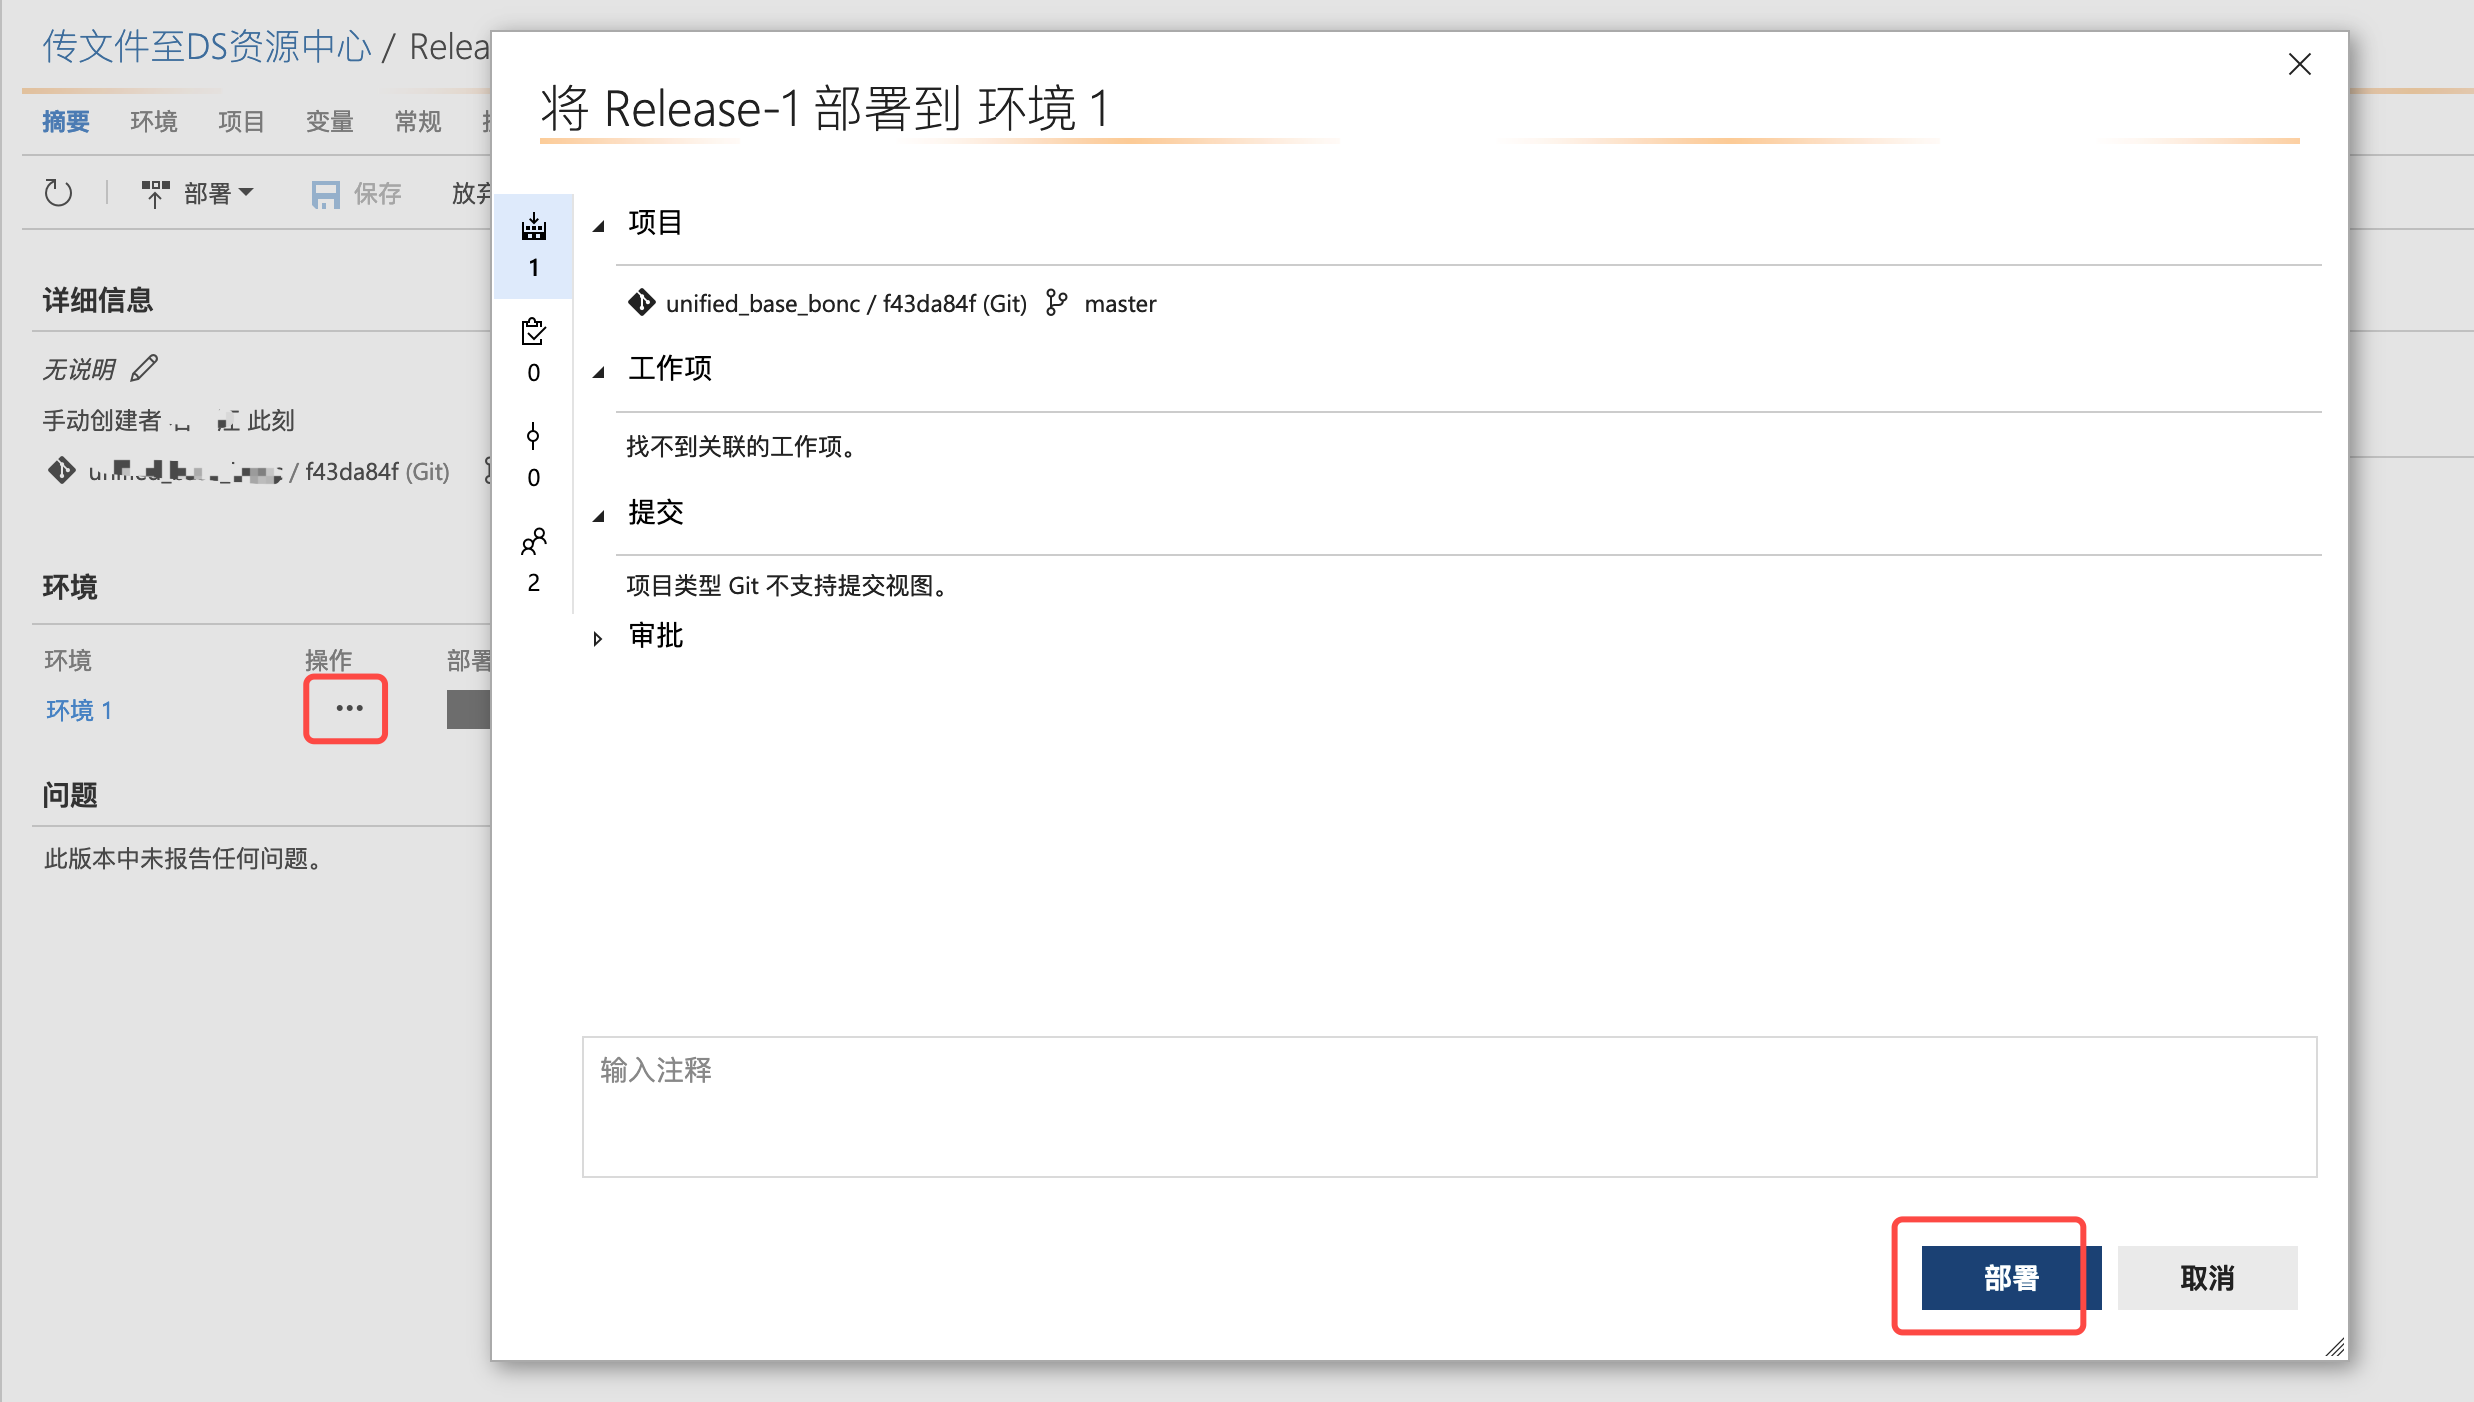 传文件至DS资源中心 / Relea
摘要 环境 项目 变量 常规
部署 保存 放弃
详细信息
无说明
手动创建者 此刻
/ f43da84f (Git)
环境
环境 操作 部署
环境 1 ...
问题
此版本中未报告任何问题。
将 Release-1 部署到 环境 1
1
0
0
2
项目
unified_base_bonc / f43da84f (Git) master
工作项
找不到关联的工作项。
提交
项目类型 Git 不支持提交视图。
审批
输入注释
部署 取消